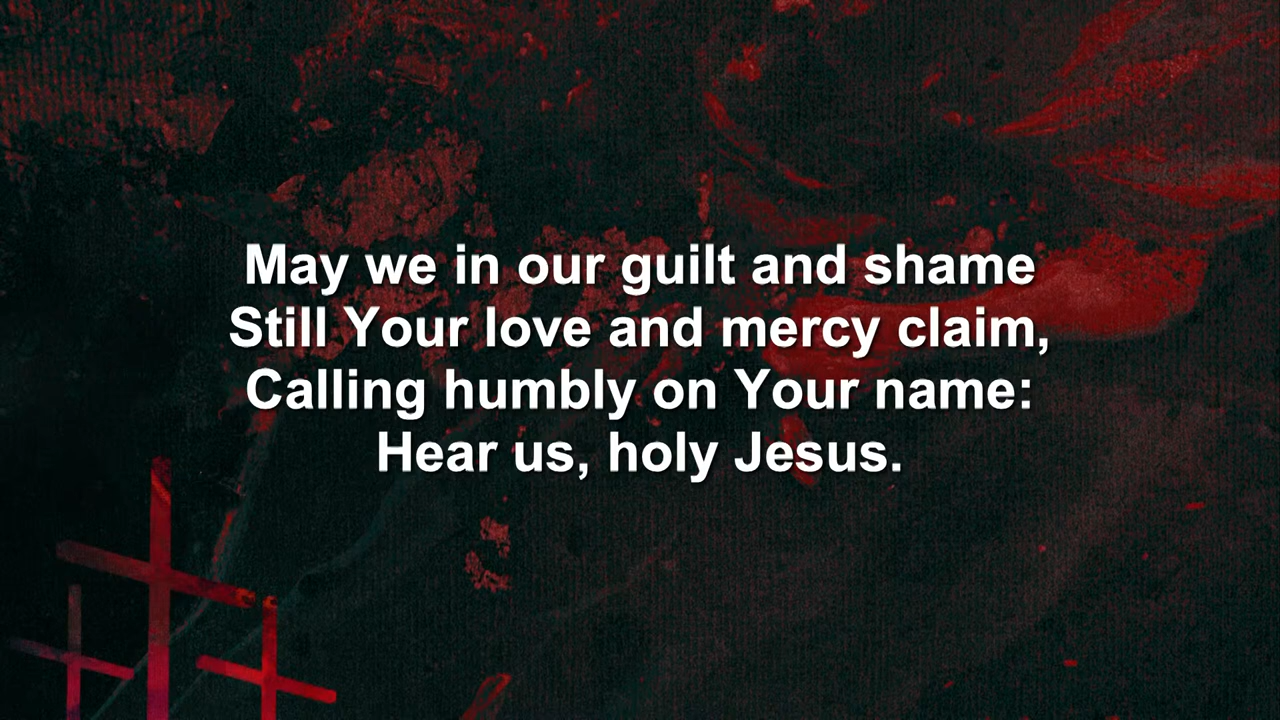 May we in our guilt and shame
Still Your love and mercy claim,
Calling humbly on Your name:
Hear us, holy Jesus.